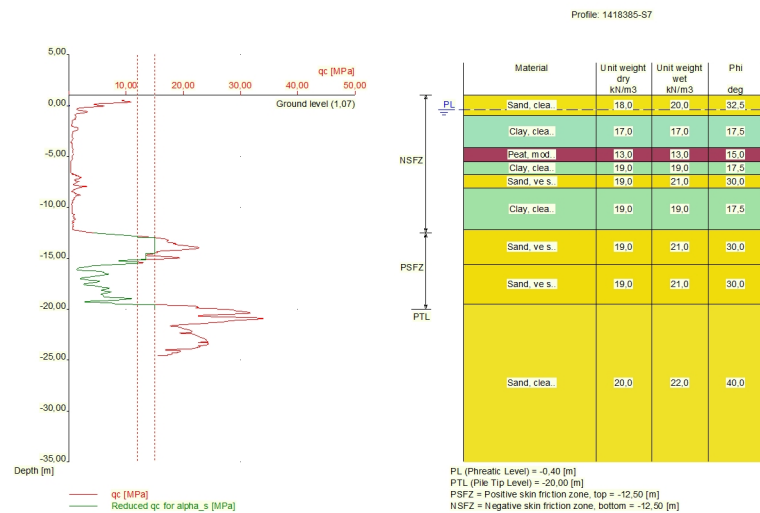 Profile: 1418385-S7
5,00
qc [MPa]
10,00 20,00 30,00 40,00 50,00
Ground level (1,07)
0,00
-5,00
-10,00
-15,00
-20,00
-25,00
-30,00
-35,00
Depth [m]
qc [MPa]
Reduced qc for alpha_s [MPa]
PL
NSFZ
PSFZ
PTL
Material Unit weight Unit weight Phi
dry wet
kN/m3 kN/m3 deg
Sand, clea.. 18,0 20,0 32,5
Clay, clea.. 17,0 17,0 17,5
Peat, mod.. 13,0 13,0 15,0
Clay, clea.. 19,0 19,0 17,5
Sand, ve s.. 19,0 21,0 30,0
Clay, clea.. 19,0 19,0 17,5
Sand, ve s.. 19,0 21,0 30,0
Sand, ve s.. 19,0 21,0 30,0
Sand, clea.. 20,0 22,0 40,0
PL (Phreatic Level) = -0,40 [m]
PTL (Pile Tip Level) = -20,00 [m]
PSFZ = Positive skin friction zone, top = -12,50 [m]
NSFZ = Negative skin friction zone, bottom = -12,50 [m]